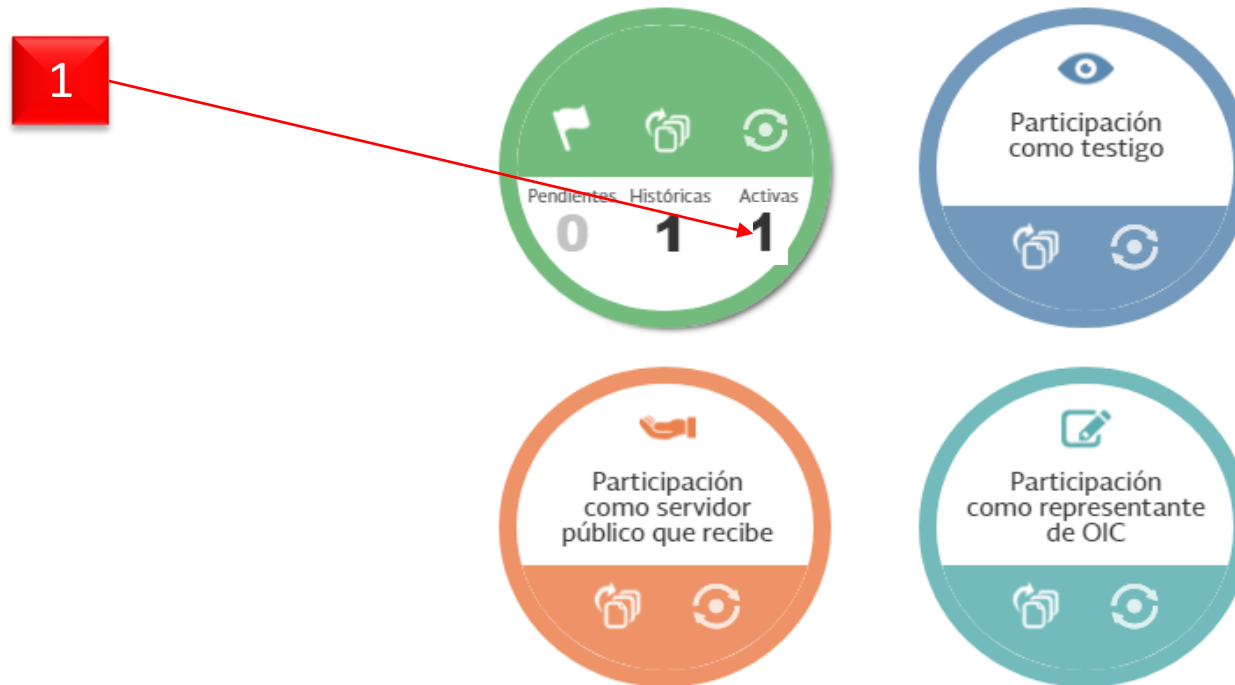 1
Pendientes Históricas Activas
0 1 1
Participación
como testigo
Participación
como servidor
público que recibe
Participación
como representante
de OIC